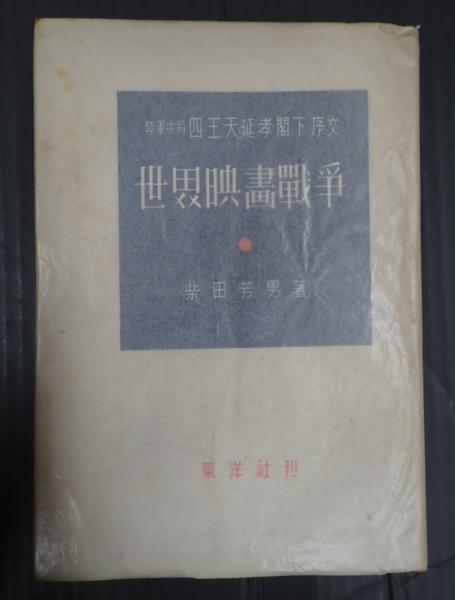 陸軍中將 四王天延孝閣下序文
世界映畫戰爭
柴田芳男著
東洋社刊